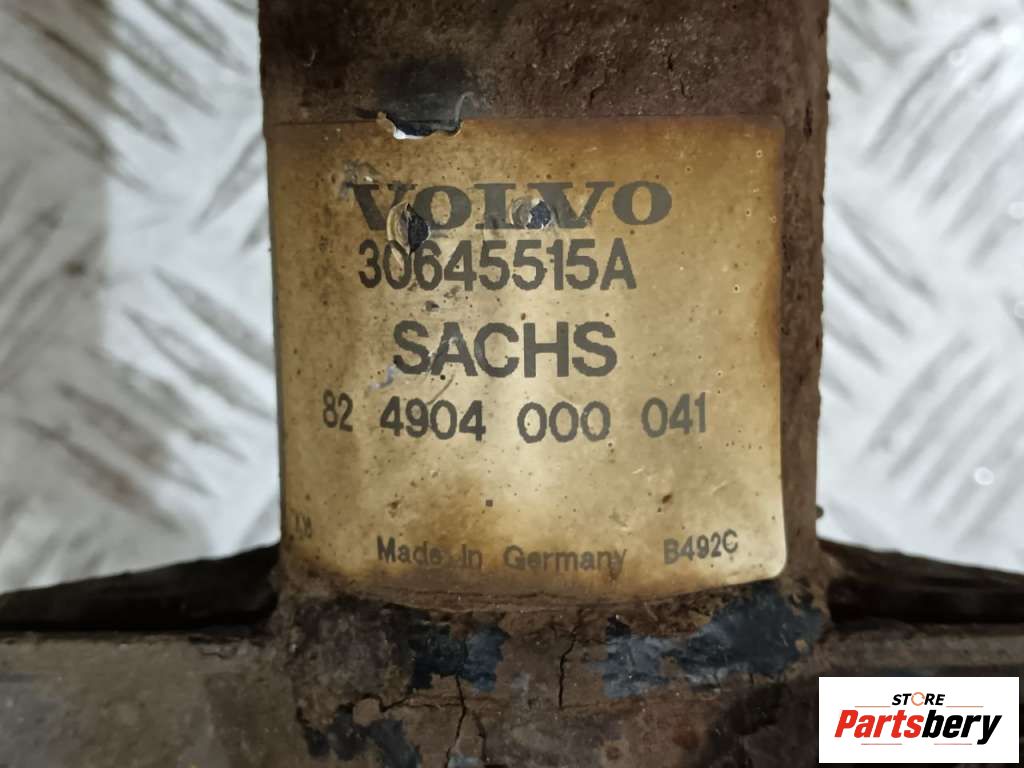 VOLVO
30645515A
SACHS
82 4904 000 041
Made in Germany B492C
STORE
Partsbery